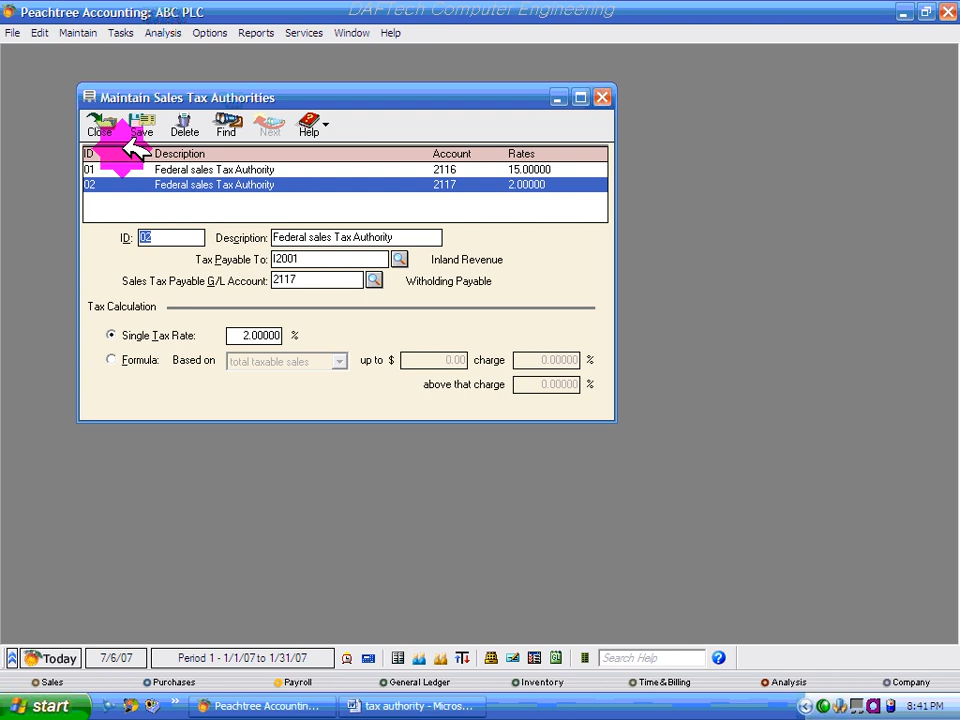 Peachtree Accounting: ABC PLC
DAFTech Computer Engineering
File Edit Maintain Tasks Analysis Options Reports Services Window Help
Maintain Sales Tax Authorities
Close Save Delete Find Next Help
ID Description Account Rates
01 Federal sales Tax Authority 2116 15.00000
02 Federal sales Tax Authority 2117 2.00000
ID: 02 Description: Federal sales Tax Authority
Tax Payable To: I2001 Inland Revenue
Sales Tax Payable G/L Account: 2117 Witholding Payable
Tax Calculation
Single Tax Rate: 2.00000 %
Formula: Based on total taxable sales up to $ 0.00 charge 0.00000 %
above that charge 0.00000 %
Today 7/6/07 Period 1 - 1/1/07 to 1/31/07 Search Help
Sales Purchases Payroll General Ledger Inventory Time & Billing Analysis Company
start Peachtree Accountin... tax authority - Micros... 8:41 PM